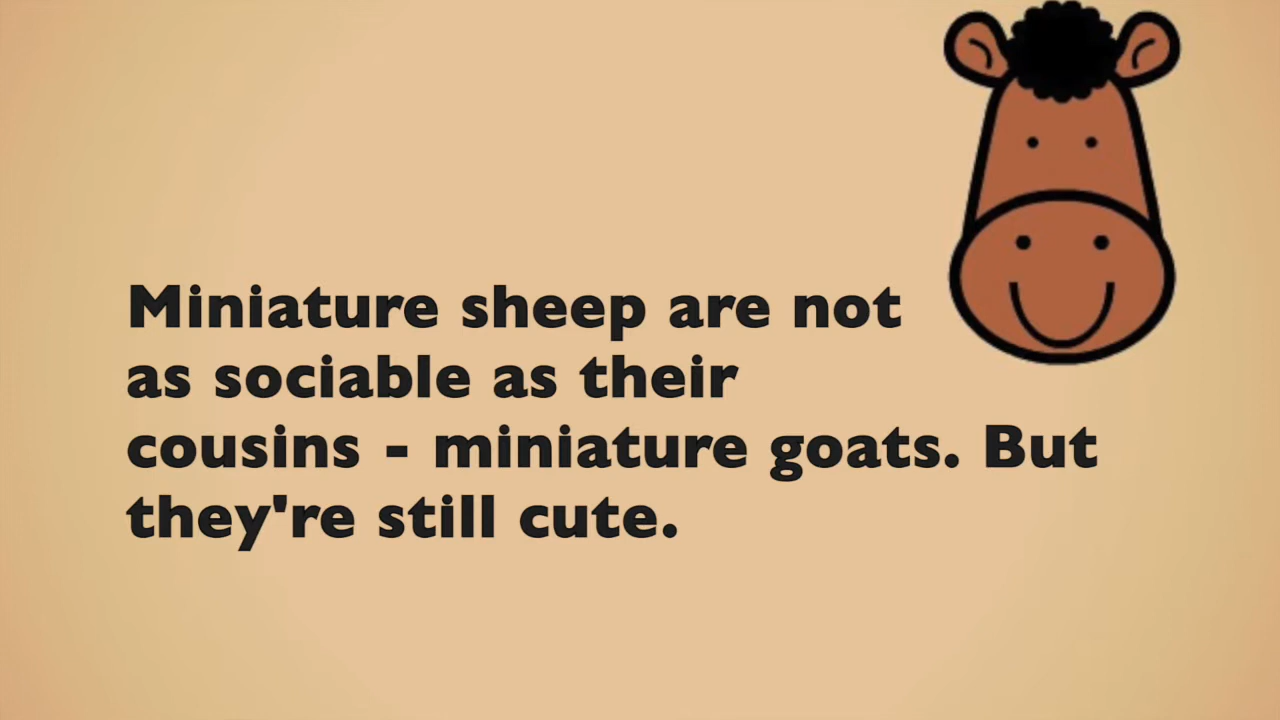 Miniature sheep are not
as sociable as their
cousins - miniature goats. But
they're still cute.